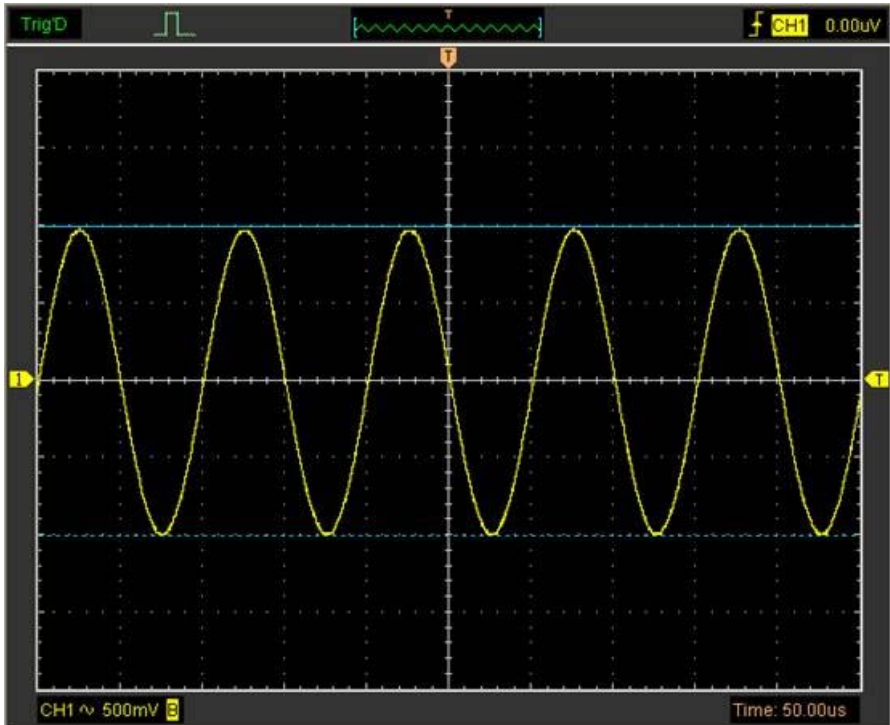 Trig'D
T
CH1 0.00uV
T
1
T
CH1 ~ 500mV B
Time: 50.00us